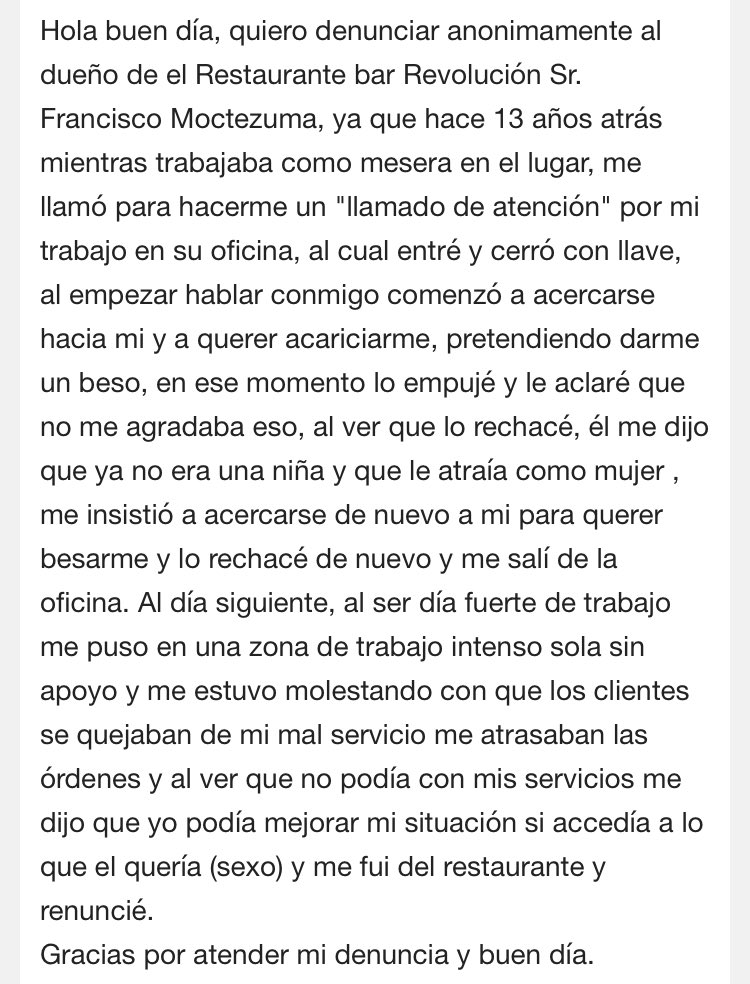 Hola buen día, quiero denunciar anonimamente al
dueño de el Restaurante bar Revolución Sr.
Francisco Moctezuma, ya que hace 13 años atrás
mientras trabajaba como mesera en el lugar, me
llamó para hacerme un "llamado de atención" por mi
trabajo en su oficina, al cual entré y cerró con llave,
al empezar hablar conmigo comenzó a acercarse
hacia mi y a querer acariciarme, pretendiendo darme
un beso, en ese momento lo empujé y le aclaré que
no me agradaba eso, al ver que lo rechacé, él me dijo
que ya no era una niña y que le atraía como mujer ,
me insistió a acercarse de nuevo a mi para querer
besarme y lo rechacé de nuevo y me salí de la
oficina. Al día siguiente, al ser día fuerte de trabajo
me puso en una zona de trabajo intenso sola sin
apoyo y me estuvo molestando con que los clientes
se quejaban de mi mal servicio me atrasaban las
órdenes y al ver que no podía con mis servicios me
dijo que yo podía mejorar mi situación si accedía a lo
que el quería (sexo) y me fui del restaurante y
renuncié.
Gracias por atender mi denuncia y buen día.